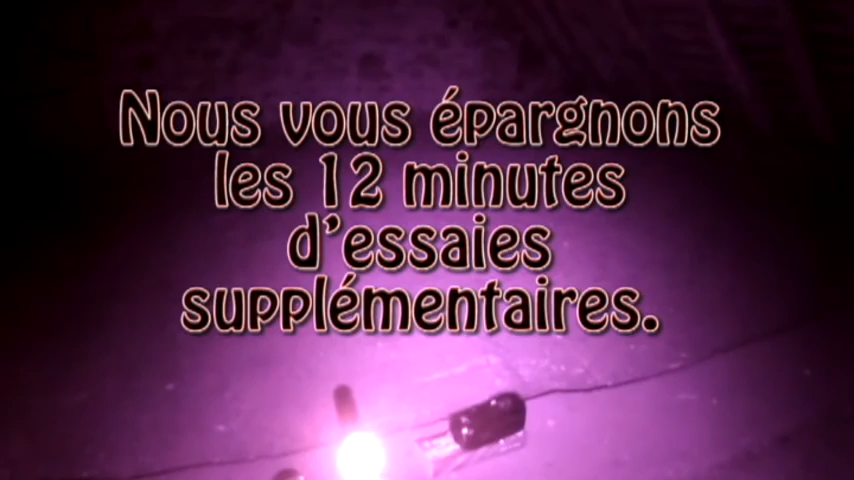 Nous vous épargnons
les 12 minutes
d'essaies
supplémentaires.